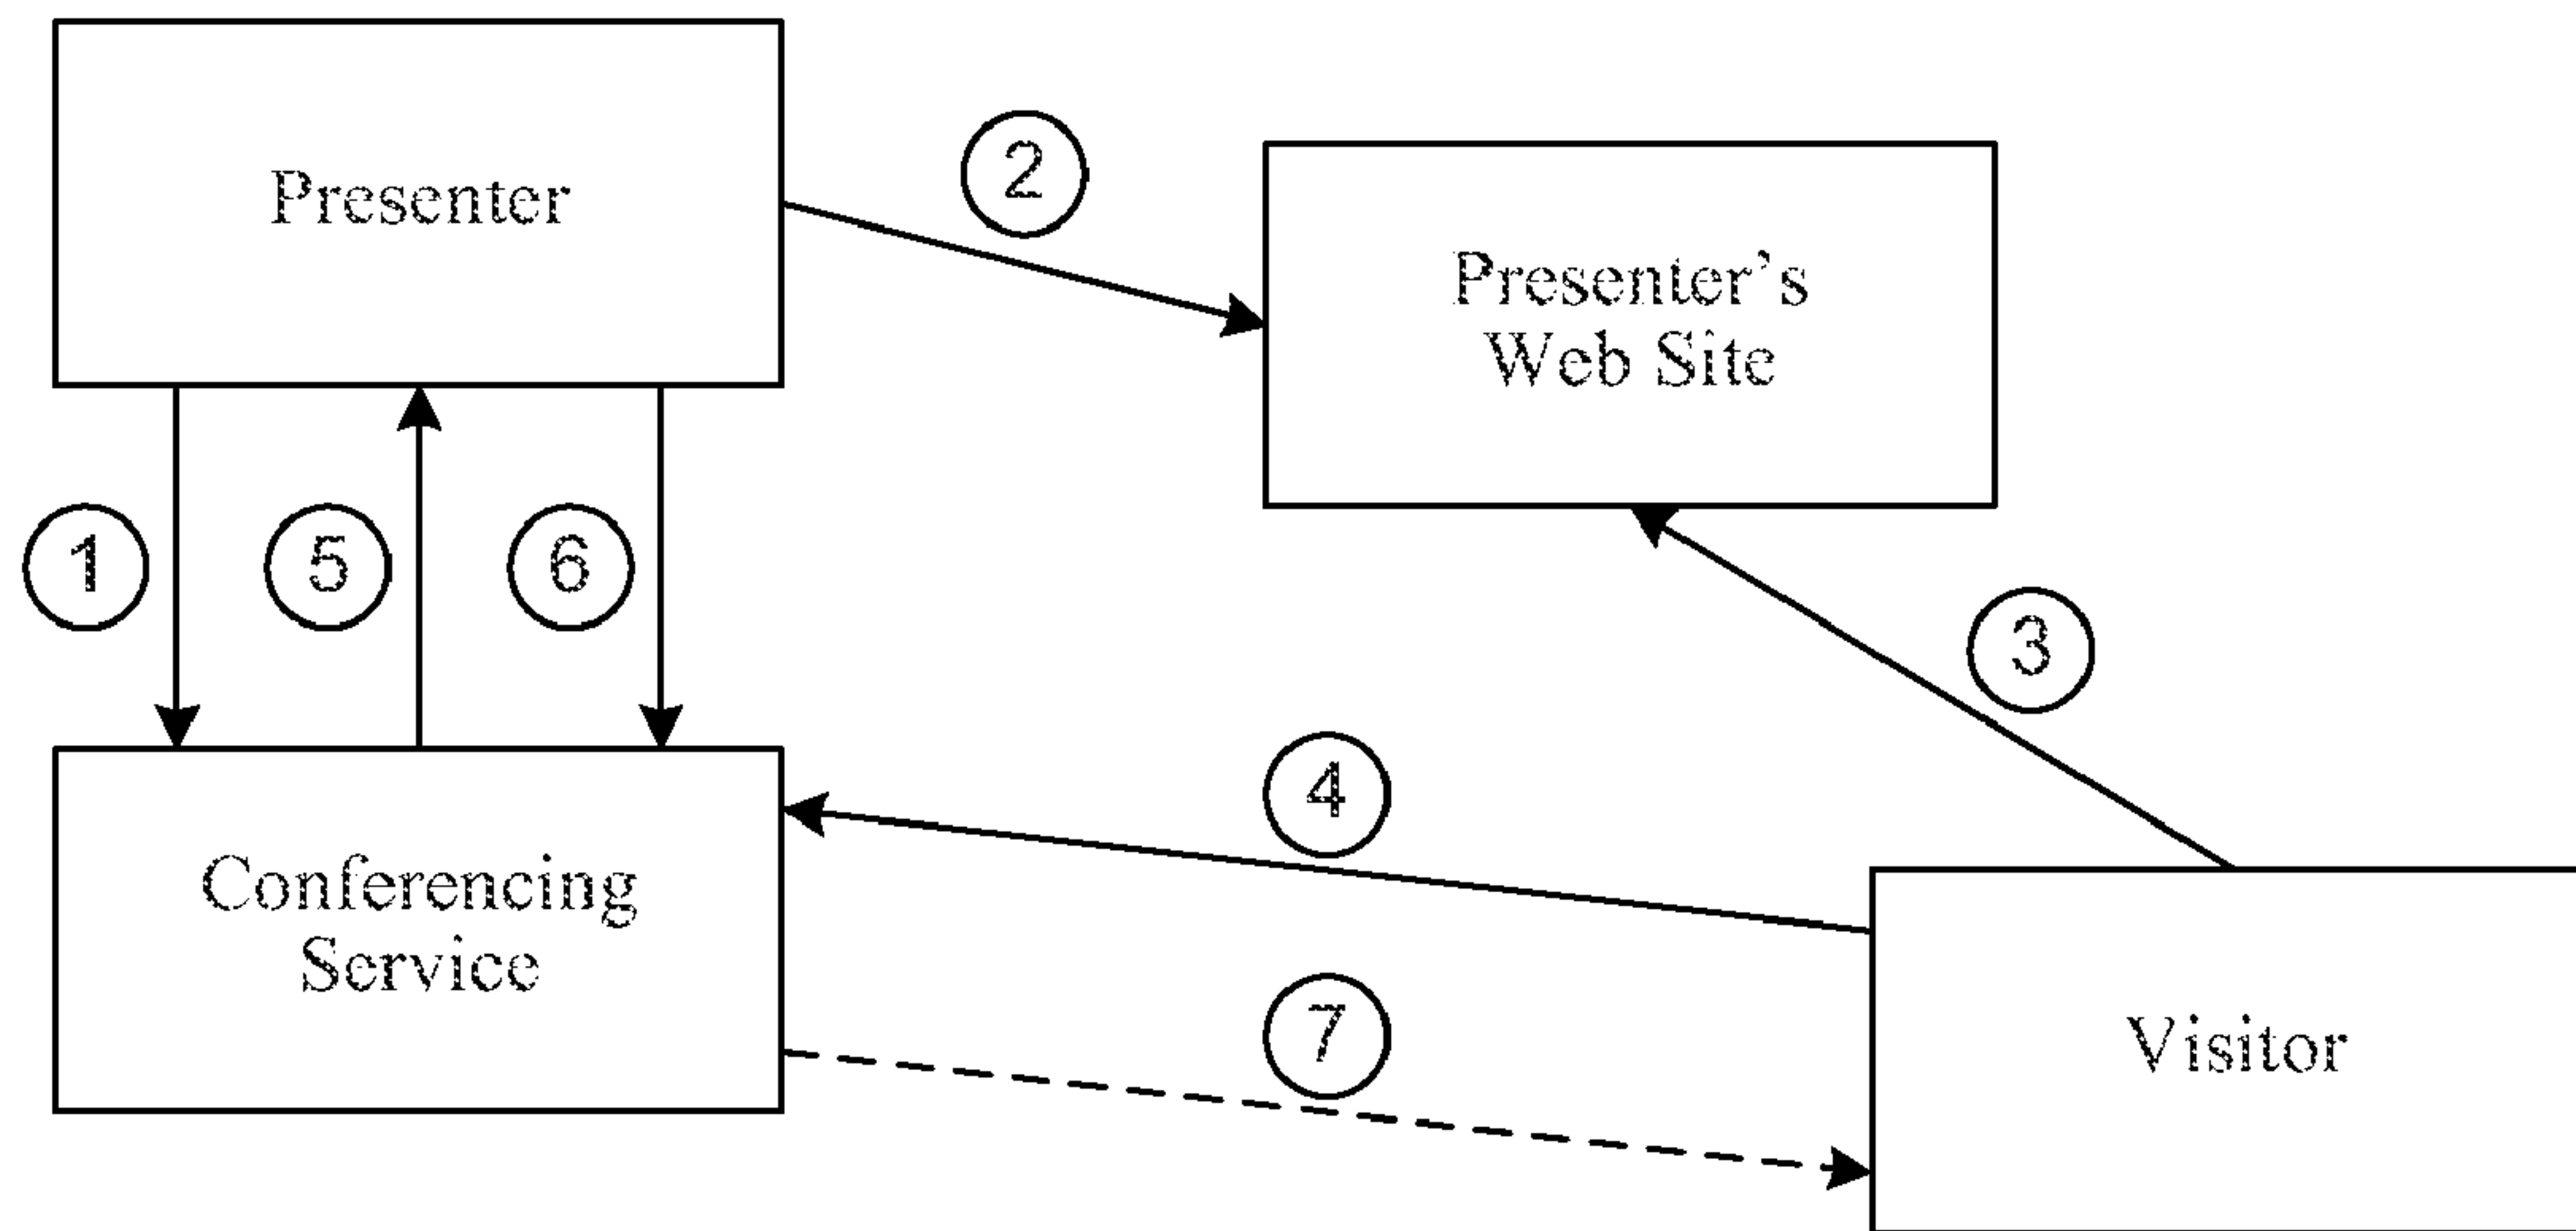 Presenter
2
Presenter's
Web Site
1
5
6
3
4
Conferencing
Service
7
Visitor